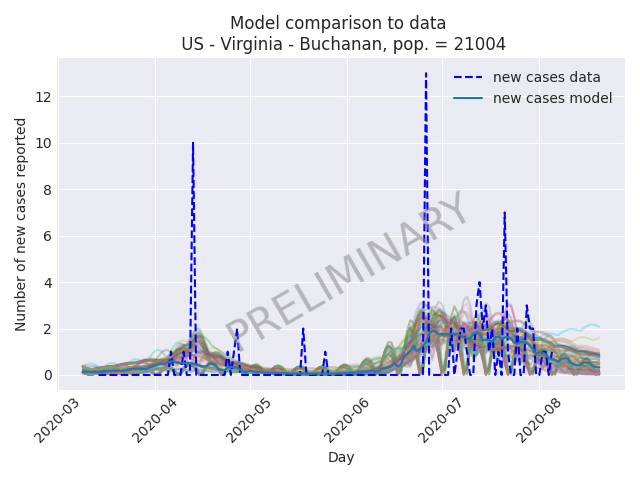 Model comparison to data
US - Virginia - Buchanan, pop. = 21004
new cases data
new cases model
Number of new cases reported
12
10
8
6
4
2
0
PRELIMINARY
2020-03
2020-04
2020-05
2020-06
2020-07
2020-08
Day